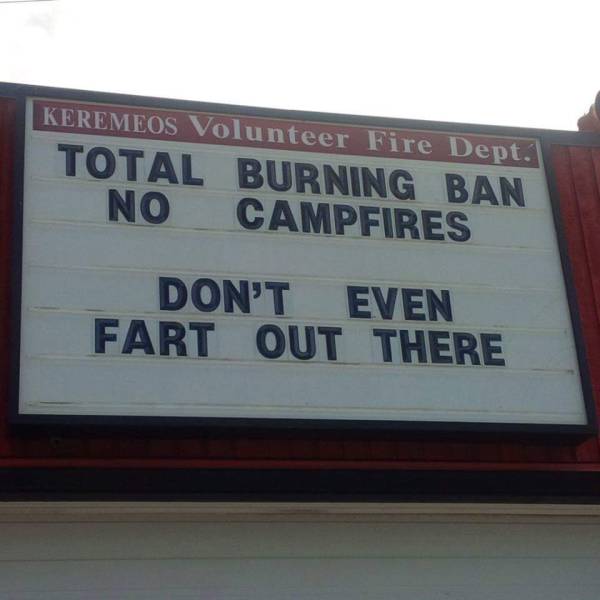 KEREMEOS Volunteer Fire Dept.
TOTAL BURNING BAN
NO CAMPFIRES
DON'T EVEN
FART OUT THERE